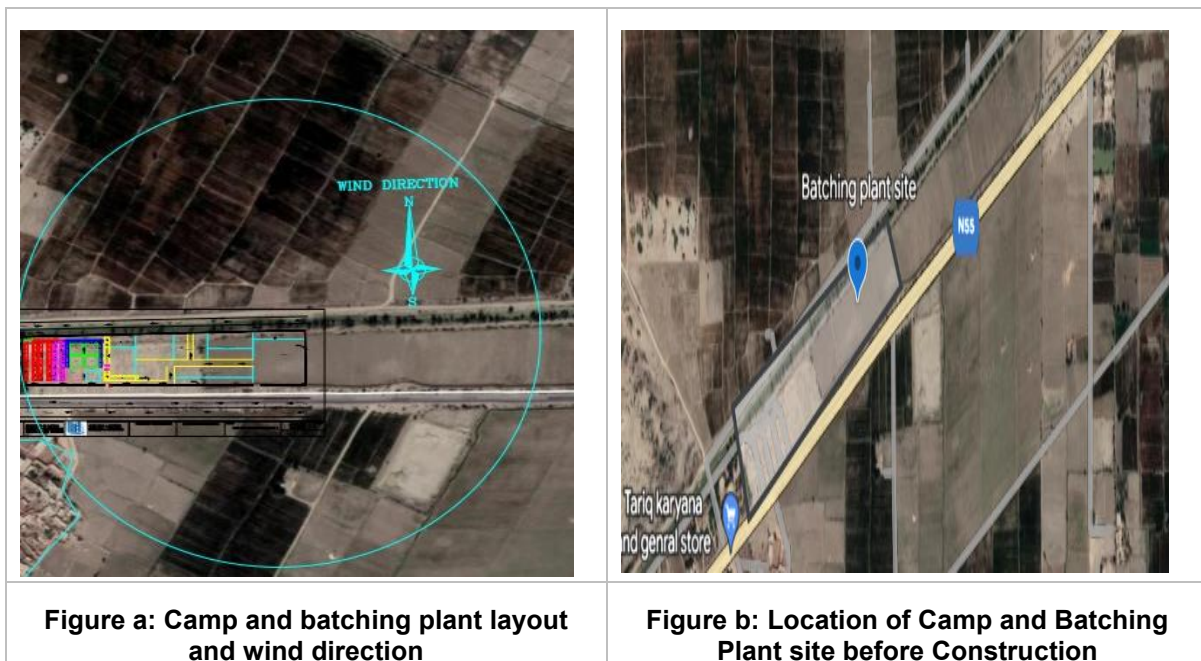 WIND DIRECTION
N
S
Batching plant site
N55
Tariq karyana
nd genral store
Figure a: Camp and batching plant layout
and wind direction
Figure b: Location of Camp and Batching
Plant site before Construction